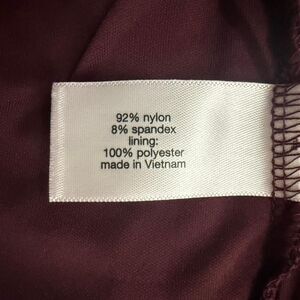 92% nylon
8% spandex
lining:
100% polyester
made in Vietnam